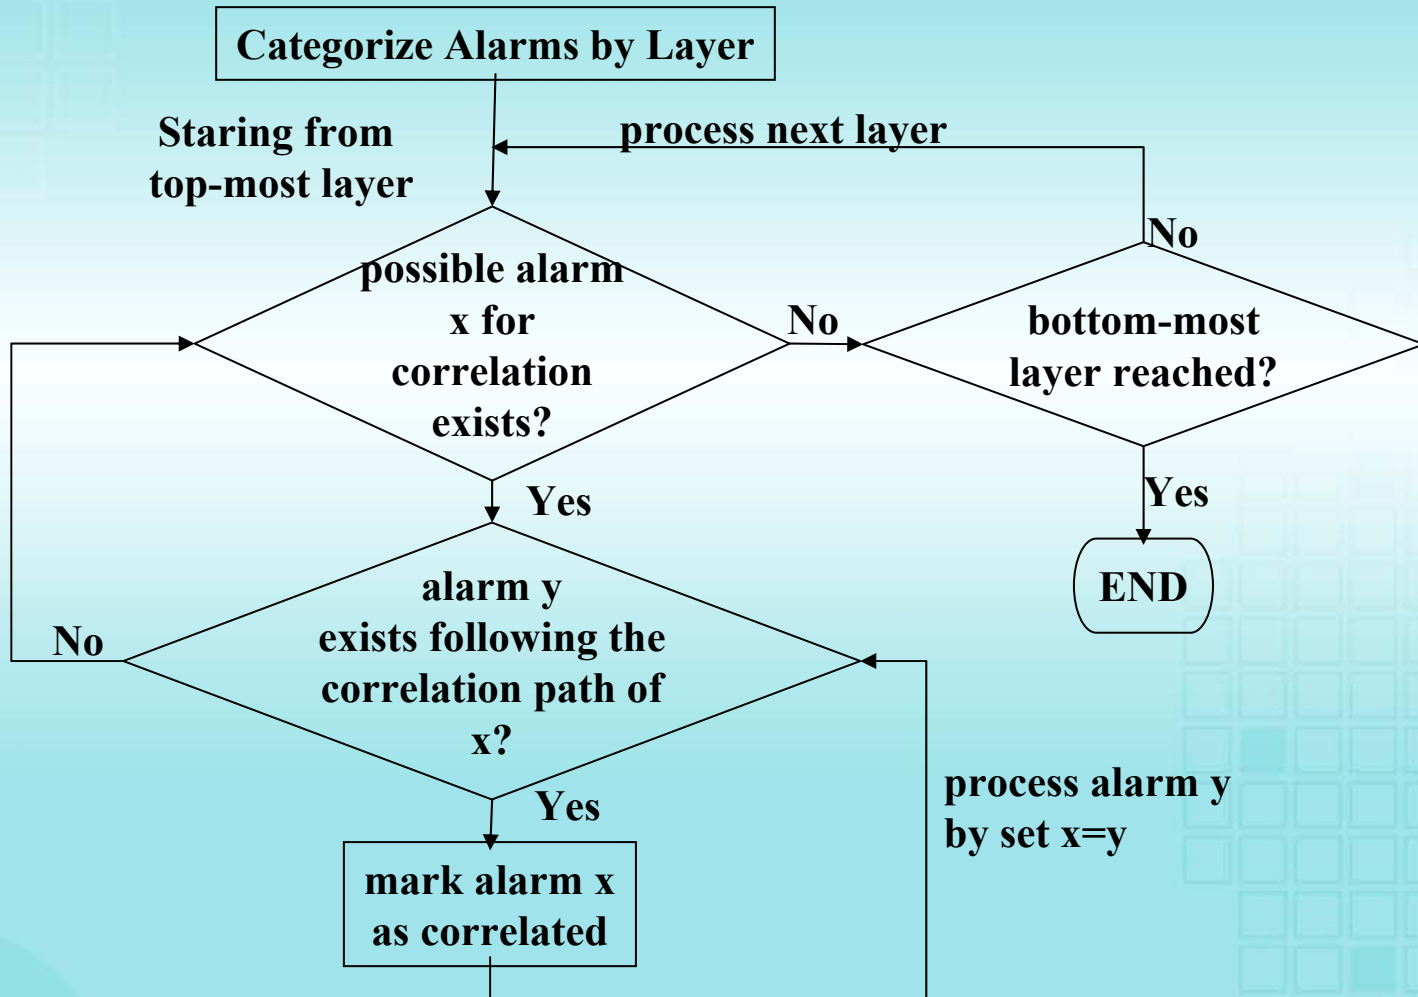 Categorize Alarms by Layer
Staring from
top-most layer
process next layer
No
possible alarm
x for
correlation
exists?
No
bottom-most
layer reached?
Yes
Yes
END
alarm y
exists following the
correlation path of
x?
No
Yes
process alarm y
by set x=y
mark alarm x
as correlated